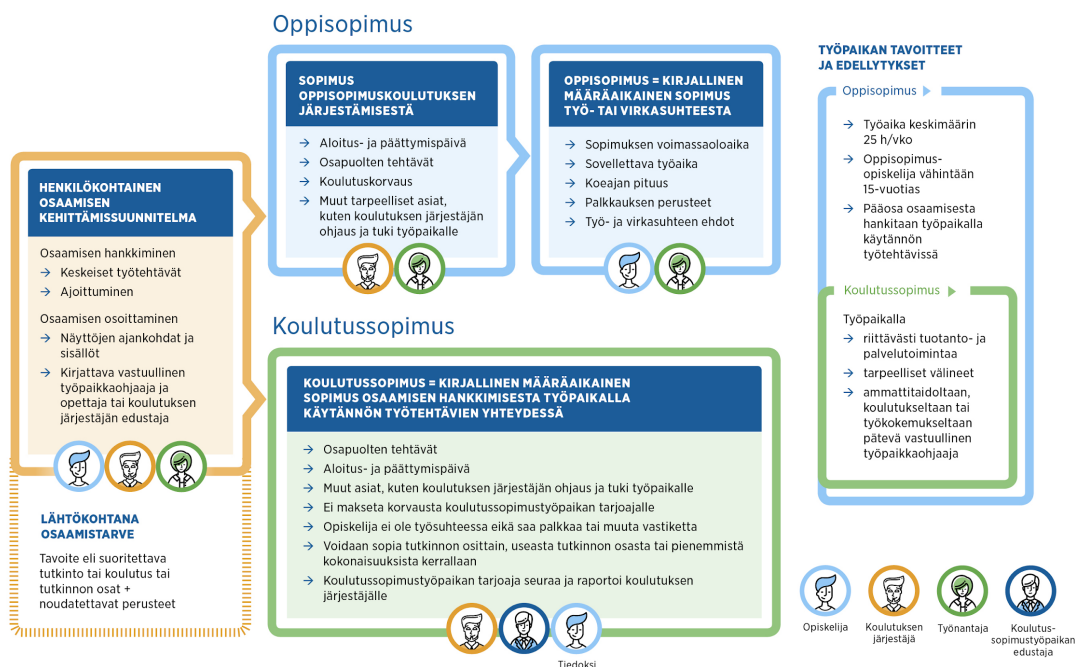 Oppisopimus
SOPIMUS
OPPISOPIMUSKOULUTUKSEN
JÄRJESTÄMISESTÄ
Aloitus- ja päättymispäivä
Osapuolten tehtävät
Koulutuskorvaus
Muut tarpeelliset asiat,
kuten koulutuksen järjestäjän
ohjaus ja tuki työpaikalle
OPPISOPIMUS = KIRJALLINEN
MÄÄRÄAIKAINEN SOPIMUS
TYÖ- TAI VIRKASUHTEESTA
Sopimuksen voimassaoloaika
Sovellettava työaika
Koeajan pituus
Palkkauksen perusteet
Työ- ja virkasuhteen ehdot
TYÖPAIKAN TAVOITTEET
JA EDELLYTYKSET
Oppisopimus
Työaika keskimäärin
25 h/vko
Oppisopimus-
opiskelija vähintään
15-vuotias
Pääosa osaamisesta
hankitaan työpaikalla
käytännön
työtehtävissä
Koulutussopimus
Työpaikalla
riittävästi tuotanto- ja
palvelutoimintaa
tarpeelliset välineet
ammattitaidoltaan,
koulutukseltaan tai
työkokemukseltaan
pätevä vastuullinen
työpaikkaohjaaja
HENKILÖKOHTAINEN
OSAAMISEN
KEHITTÄMISSUUNNITELMA
Osaamisen hankkiminen
Keskeiset työtehtävät
Ajoittuminen
Osaamisen osoittaminen
Näyttöjen ajankohdat ja
sisällöt
Kirjattava vastuullinen
työpaikkaohjaaja ja
opettaja tai koulutuksen
järjestäjän edustaja
LÄHTÖKOHTANA
OSAAMISTARVE
Tavoite eli suoritettava
tutkinto tai koulutus tai
tutkinnon osat +
noudatettavat perusteet
Koulutussopimus
KOULUTUSSOPIMUS = KIRJALLINEN MÄÄRÄAIKAINEN
SOPIMUS OSAAMISEN HANKKIMISESTA TYÖPAIKALLA
KÄYTÄNNÖN TYÖTEHTÄVIEN YHTEYDESSÄ
Osapuolten tehtävät
Aloitus- ja päättymispäivä
Muut asiat, kuten koulutuksen järjestäjän ohjaus ja tuki työpaikalle
Ei makseta korvausta koulutussopimustyöpaikan tarjoajalle
Opiskelija ei ole työsuhteessa eikä saa palkkaa tai muuta vastiketta
Voidaan sopia tutkinnon osittain, useasta tutkinnon osasta tai pienemmistä
kokonaisuuksista kerrallaan
Koulutussopimustyöpaikan tarjoaja seuraa ja raportoi koulutuksen
järjestäjälle
Tiedoksi
Opiskelija
Koulutuksen
järjestäjä
Työnantaja
Koulutus-
sopimustyöpaikan
edustaja